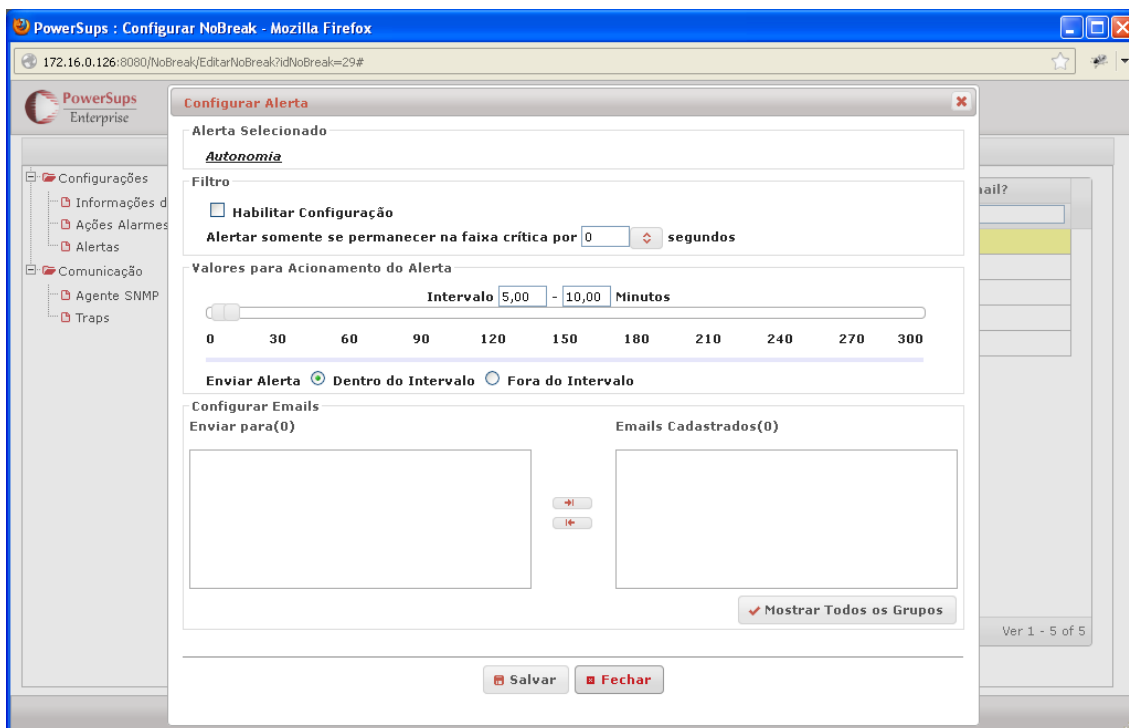 PowerSups : Configurar NoBreak - Mozilla Firefox
172.16.0.126:8080/NoBreak/EditarNoBreak?idNoBreak=29#
PowerSups
Enterprise
Configurações
Informações d
Ações Alarmes
Alertas
Comunicação
Agente SNMP
Traps
Configurar Alerta
Alerta Selecionado
Autonomia
Filtro
Habilitar Configuração
Alertar somente se permanecer na faixa crítica por 0 segundos
Valores para Acionamento do Alerta
Intervalo 5,00 - 10,00 Minutos
0 30 60 90 120 150 180 210 240 270 300
Enviar Alerta Dentro do Intervalo Fora do Intervalo
Configurar Emails
Enviar para(0) Emails Cadastrados(0)
Mostrar Todos os Grupos
Salvar Fechar
ail?
Ver 1 - 5 of 5